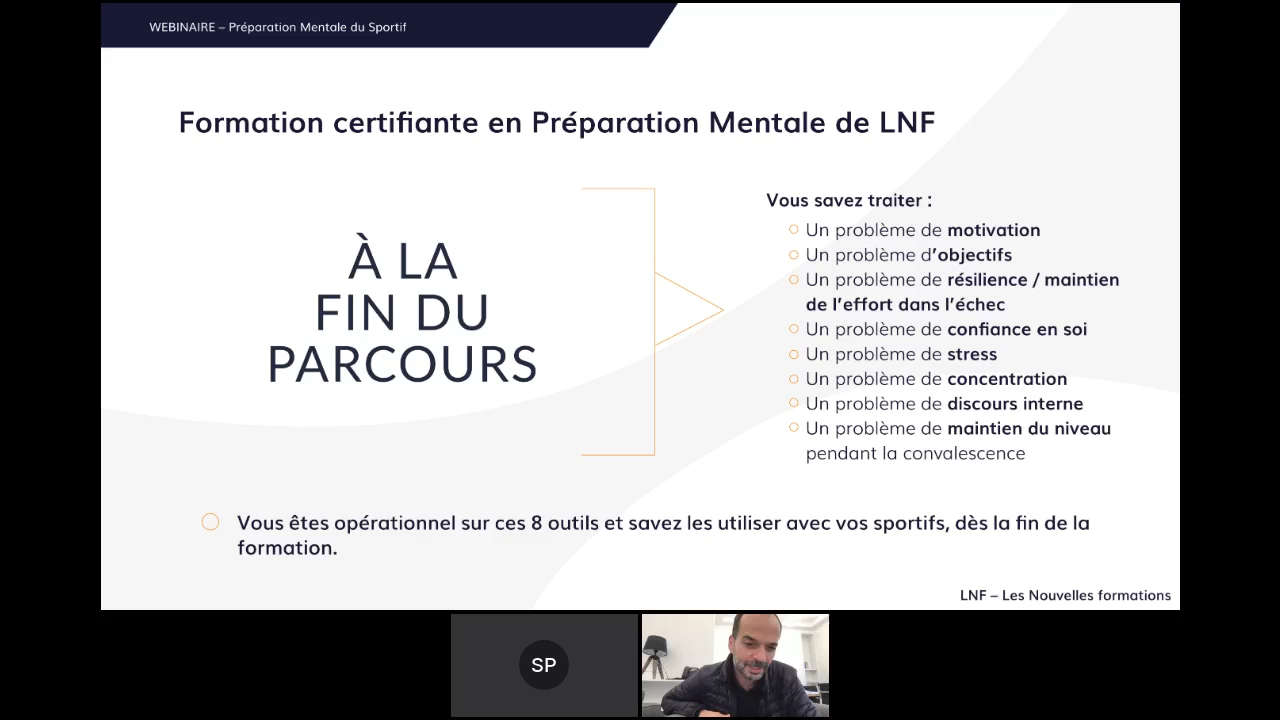 WEBINAIRE – Préparation Mentale du Sportif
Formation certifiante en Préparation Mentale de LNF
À LA
FIN DU
PARCOURS
Vous savez traiter :
Un problème de motivation
Un problème d’objectifs
Un problème de résilience / maintien
de l’effort dans l’échec
Un problème de confiance en soi
Un problème de stress
Un problème de concentration
Un problème de discours interne
Un problème de maintien du niveau
pendant la convalescence
Vous êtes opérationnel sur ces 8 outils et savez les utiliser avec vos sportifs, dès la fin de la
formation.
LNF – Les Nouvelles formations
SP